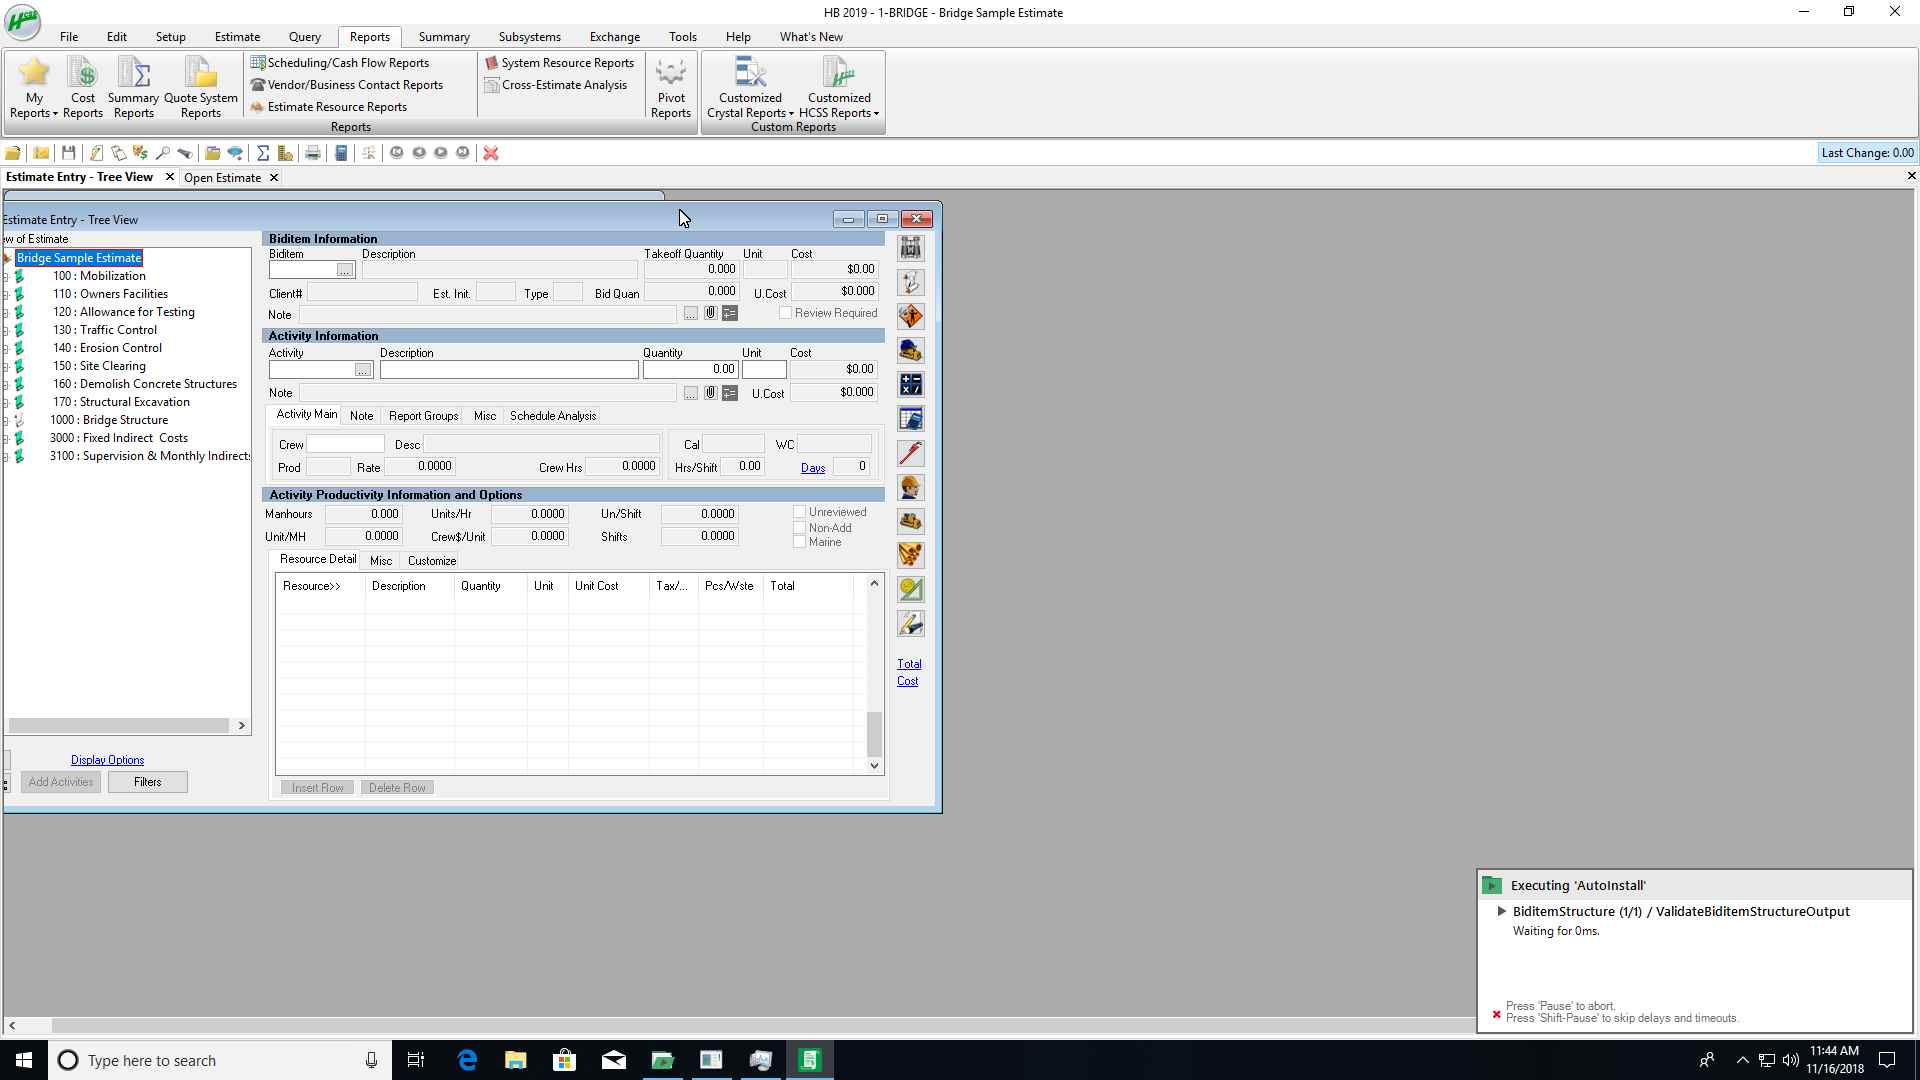 HB 2019 - 1-BRIDGE - Bridge Sample Estimate
File Edit Setup Estimate Query Reports Summary Subsystems Exchange Tools Help What's New
My Reports
Cost Reports
Summary Reports
Quote System Reports
Scheduling/Cash Flow Reports
Vendor/Business Contact Reports
Estimate Resource Reports
System Resource Reports
Cross-Estimate Analysis
Pivot Reports
Customized Crystal Reports
Customized HCSS Reports
Reports
Custom Reports
Last Change: 0.00
Estimate Entry - Tree View
Open Estimate
Estimate Entry - Tree View
ew of Estimate
Bridge Sample Estimate
100 : Mobilization
110 : Owners Facilities
120 : Allowance for Testing
130 : Traffic Control
140 : Erosion Control
150 : Site Clearing
160 : Demolish Concrete Structures
170 : Structural Excavation
1000 : Bridge Structure
3000 : Fixed Indirect Costs
3100 : Supervision & Monthly Indirects
Display Options
Add Activities Filters
Biditem Information
Biditem Description Takeoff Quantity Unit Cost
... 0.000 $0.00
Client# Est. Init. Type Bid Quan 0.000 U.Cost $0.000
Note ... Review Required
Activity Information
Activity Description Quantity Unit Cost
... 0.00 $0.00
Note ... U.Cost $0.000
Activity Main Note Report Groups Misc Schedule Analysis
Crew Desc Cal WC
Prod Rate 0.0000 Crew Hrs 0.0000 Hrs/Shift 0.00 Days 0
Activity Productivity Information and Options
Manhours 0.000 Units/Hr 0.0000 Un/Shift 0.0000 Unreviewed
Non-Add
Unit/MH 0.0000 Crew$/Unit 0.0000 Shifts 0.0000 Marine
Resource Detail Misc Customize
Resource>> Description Quantity Unit Unit Cost Tax/... Pcs/Wste Total
Insert Row Delete Row
Total
Cost
Executing 'AutoInstall'
BiditemStructure (1/1) / ValidateBiditemStructureOutput
Waiting for 0ms.
Press 'Pause' to abort.
Press 'Shift-Pause' to skip delays and timeouts.
Type here to search
11:44 AM
11/16/2018